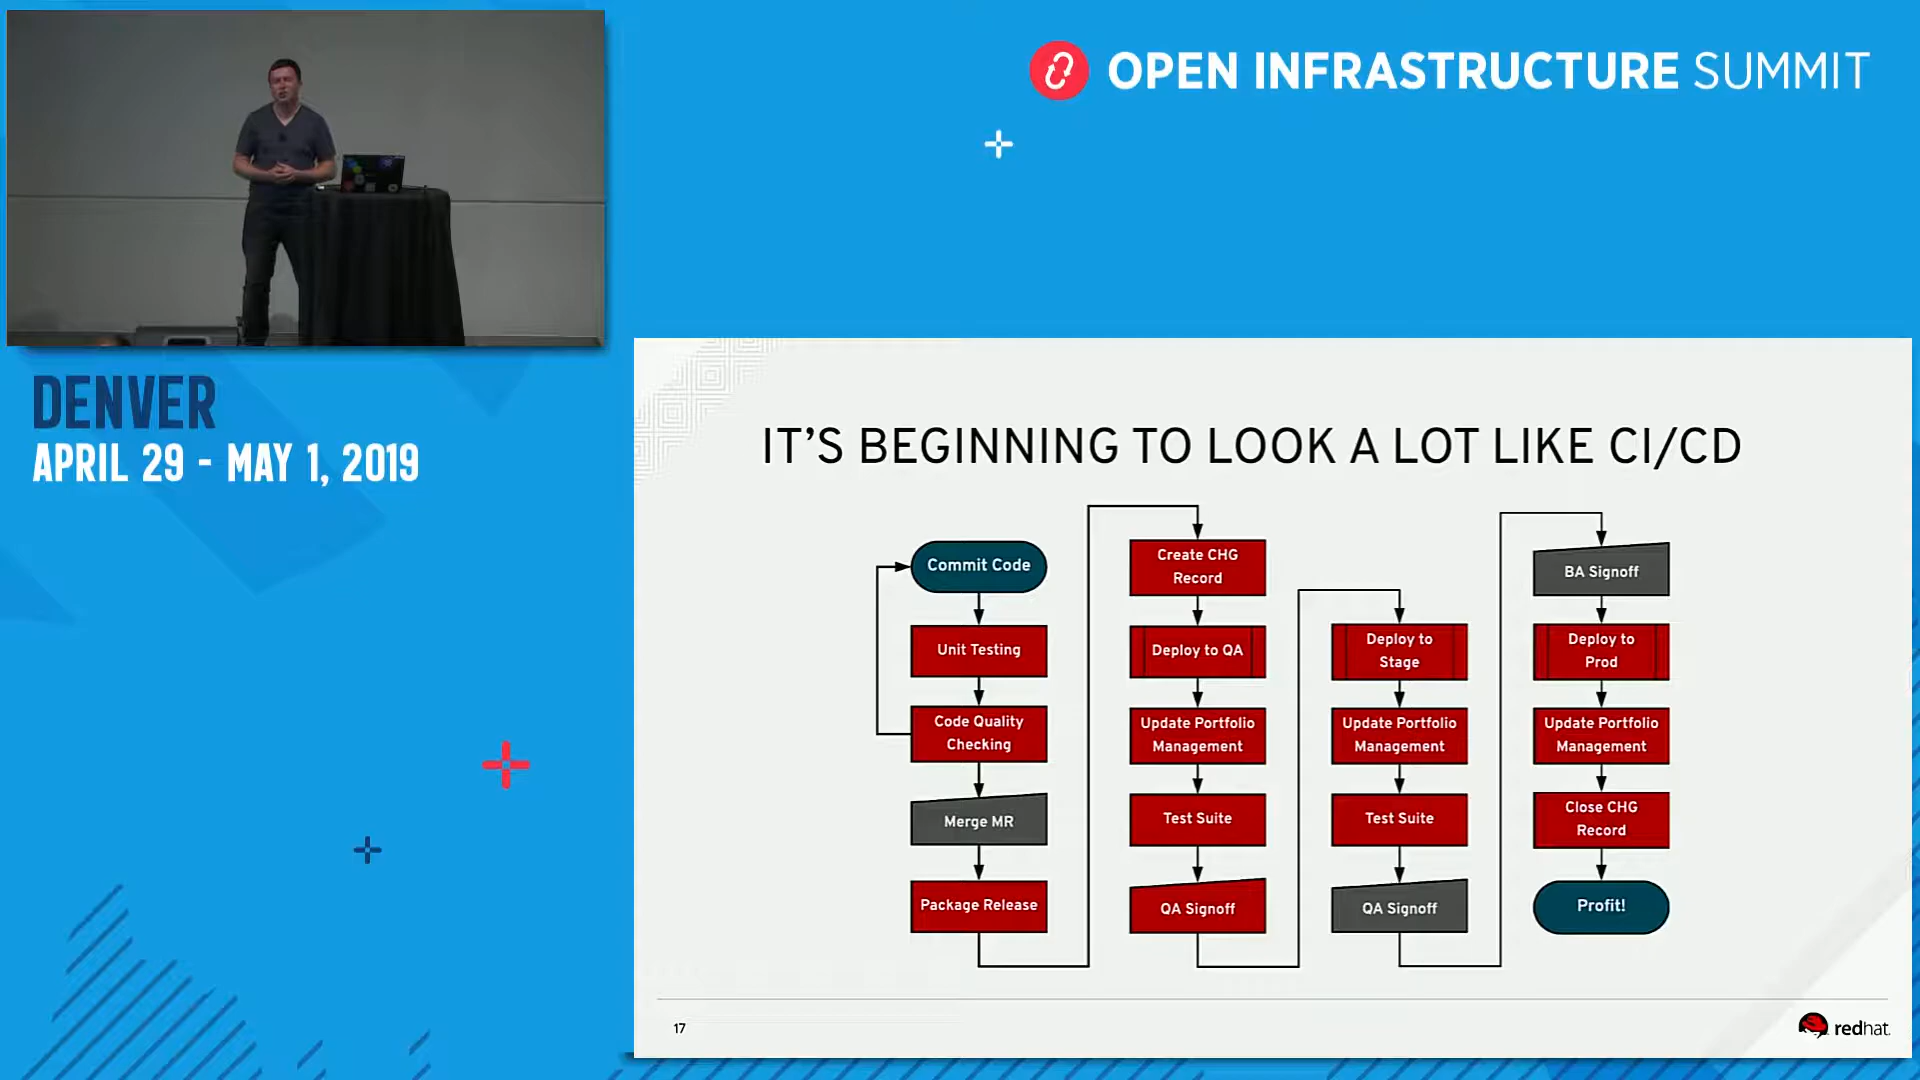 OPEN INFRASTRUCTURE SUMMIT
DENVER
APRIL 29 - MAY 1, 2019
IT'S BEGINNING TO LOOK A LOT LIKE CI/CD
Commit Code
Unit Testing
Code Quality
Checking
Merge MR
Package Release
Create CHG
Record
Deploy to QA
Update Portfolio
Management
Test Suite
QA Signoff
Deploy to
Stage
Update Portfolio
Management
Test Suite
QA Signoff
BA Signoff
Deploy to
Prod
Update Portfolio
Management
Close CHG
Record
Profit!
17
redhat.